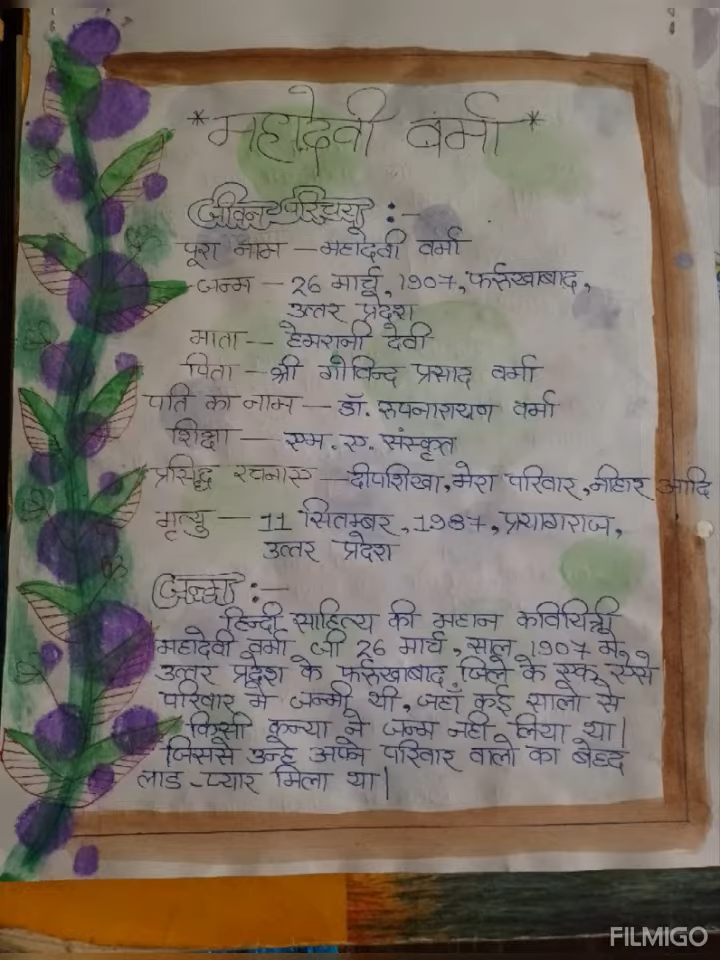 *महादेवी वर्मा*
जीवन परिचय :-
पूरा नाम - महादेवी वर्मा
जन्म - 26 मार्च, 1907, फर्रुखाबाद,
उत्तर प्रदेश
माता - हेमरानी देवी
पिता - श्री गोविन्द प्रसाद वर्मा
पति का नाम - डॉ. रुपनारायण वर्मा
शिक्षा - एम. ए. संस्कृत
प्रसिद्ध रचनाएं - दीपशिखा, मेरा परिवार, नीहार आदि
मृत्यु - 11 सितम्बर, 1987, प्रयागराज,
उत्तर प्रदेश
जन्म :-
हिन्दी साहित्य की महान कवियित्री
महादेवी वर्मा जी 26 मार्च, साल 1907 में,
उत्तर प्रदेश के फर्रुखाबाद जिले के एक ऐसे
परिवार में जन्मी थी, जहाँ कई सालों से
किसी कन्या ने जन्म नहीं लिया था|
जिससे उन्हे अपने परिवार वालों का बेहद
लाड-प्यार मिला था|
FILMIGO